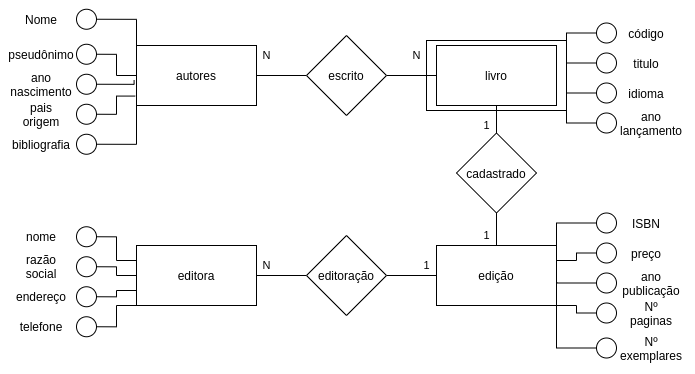 Nome
pseudônimo
ano
nascimento
pais
origem
bibliografia
autores
N
escrito
N
livro
código
titulo
idioma
ano
lançamento
1
cadastrado
1
nome
razão
social
endereço
telefone
editora
N
editoração
1
edição
ISBN
preço
ano
publicação
Nº
paginas
Nº
exemplares